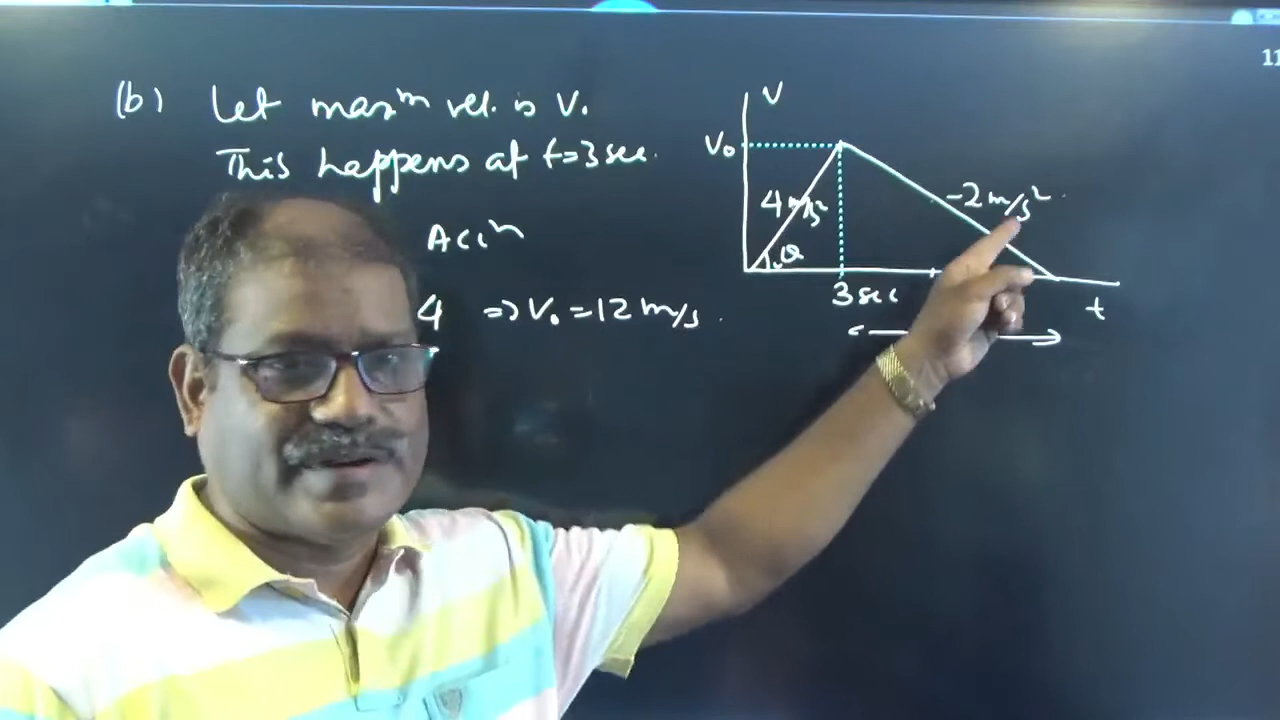 (b) Let maxᵐ vel. is V.
This happens at t=3 sec.
Accⁿ
4 => V₀ = 12 m/s.
V
V₀
4 m/s²
-2 m/s²
θ
3 sec
t
11